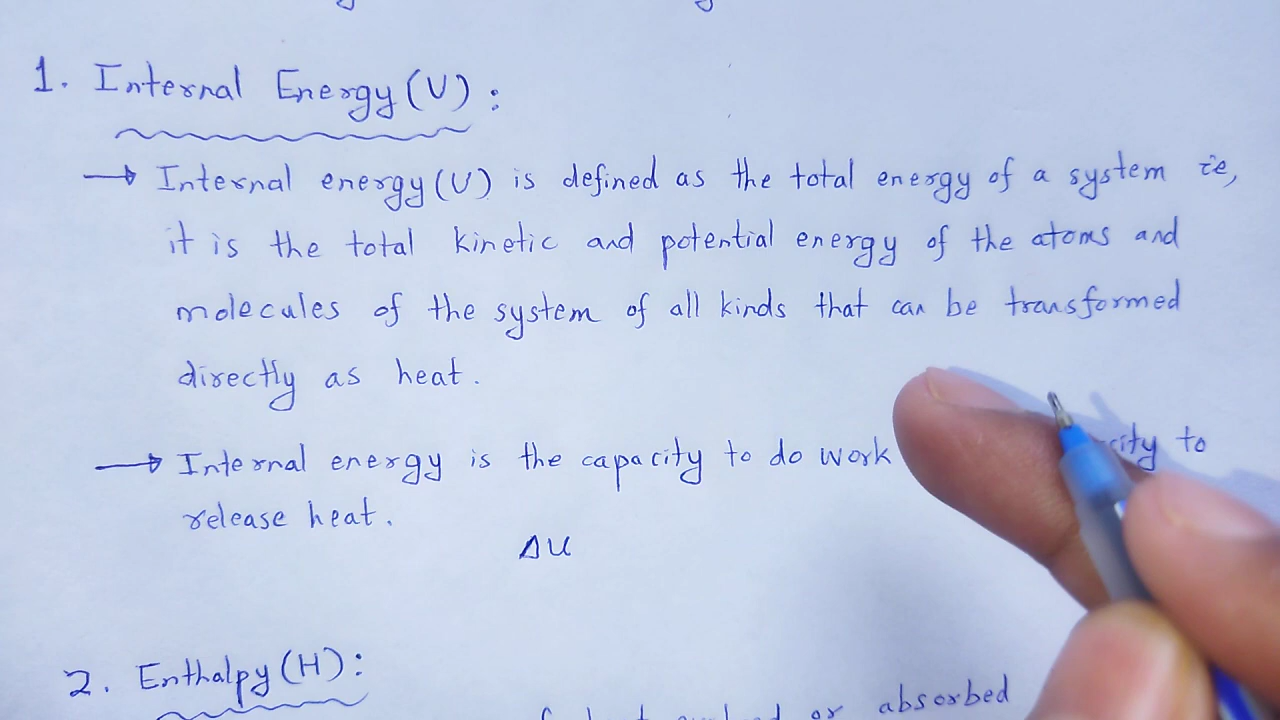 1. Internal Energy (U) :
→ Internal energy (U) is defined as the total energy of a system ie,
it is the total kinetic and potential energy of the atoms and
molecules of the system of all kinds that can be transformed
directly as heat.
→ Internal energy is the capacity to do work to
release heat.
ΔU
2. Enthalpy (H) :
or absorbed